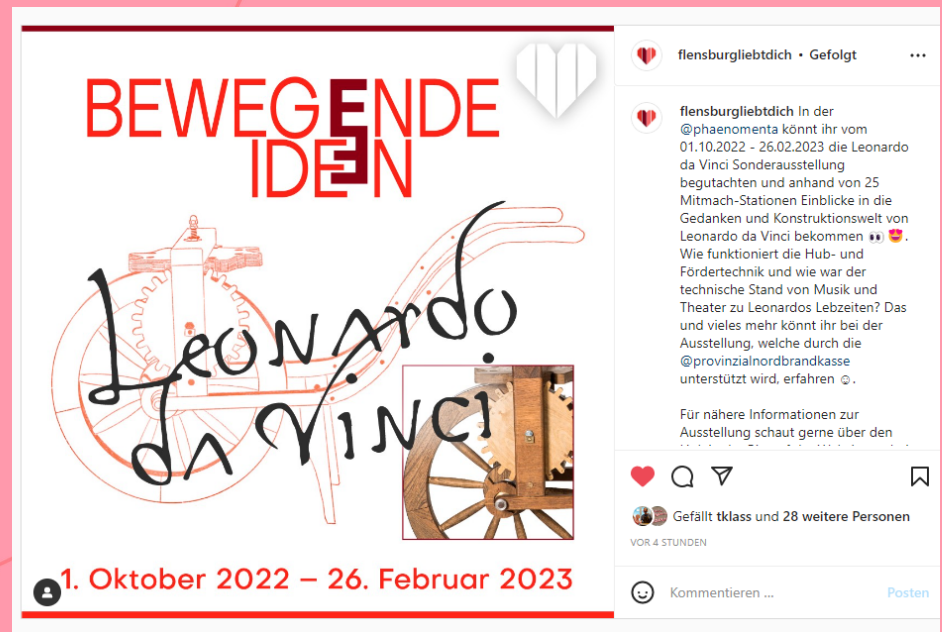 BEWEGENDE
IDEEN
Leonardo
da Vinci
1. Oktober 2022 – 26. Februar 2023
flensburgliebtdich • Gefolgt
flensburgliebtdich In der
@phaenomenta könnt ihr vom
01.10.2022 - 26.02.2023 die Leonardo
da Vinci Sonderausstellung
begutachten und anhand von 25
Mitmach-Stationen Einblicke in die
Gedanken und Konstruktionswelt von
Leonardo da Vinci bekommen 👀 😍.
Wie funktioniert die Hub- und
Fördertechnik und wie war der
technische Stand von Musik und
Theater zu Leonardos Lebzeiten? Das
und vieles mehr könnt ihr bei der
Ausstellung, welche durch die
@provinzialnordbrandkasse
unterstützt wird, erfahren ☺.
Für nähere Informationen zur
Ausstellung schaut gerne über den
Gefällt tklass und 28 weitere Personen
VOR 4 STUNDEN
Kommentieren ...
Posten